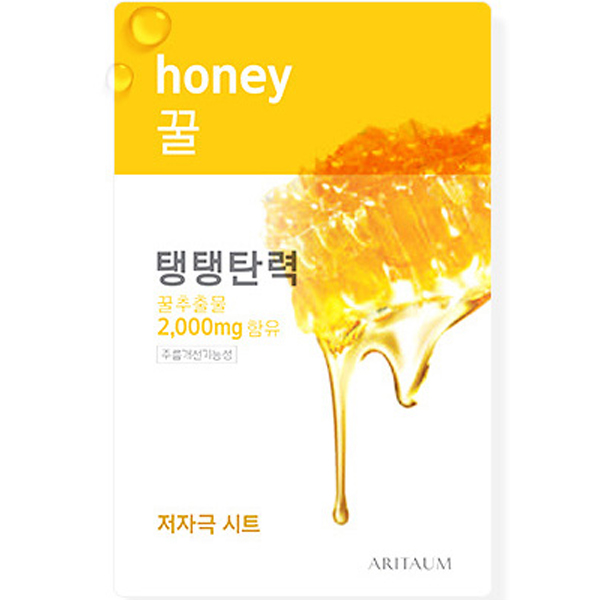 honey
꿀
탱탱탄력
꿀추출물
2,000mg 함유
주름개선기능성
저자극 시트
ARITAUM